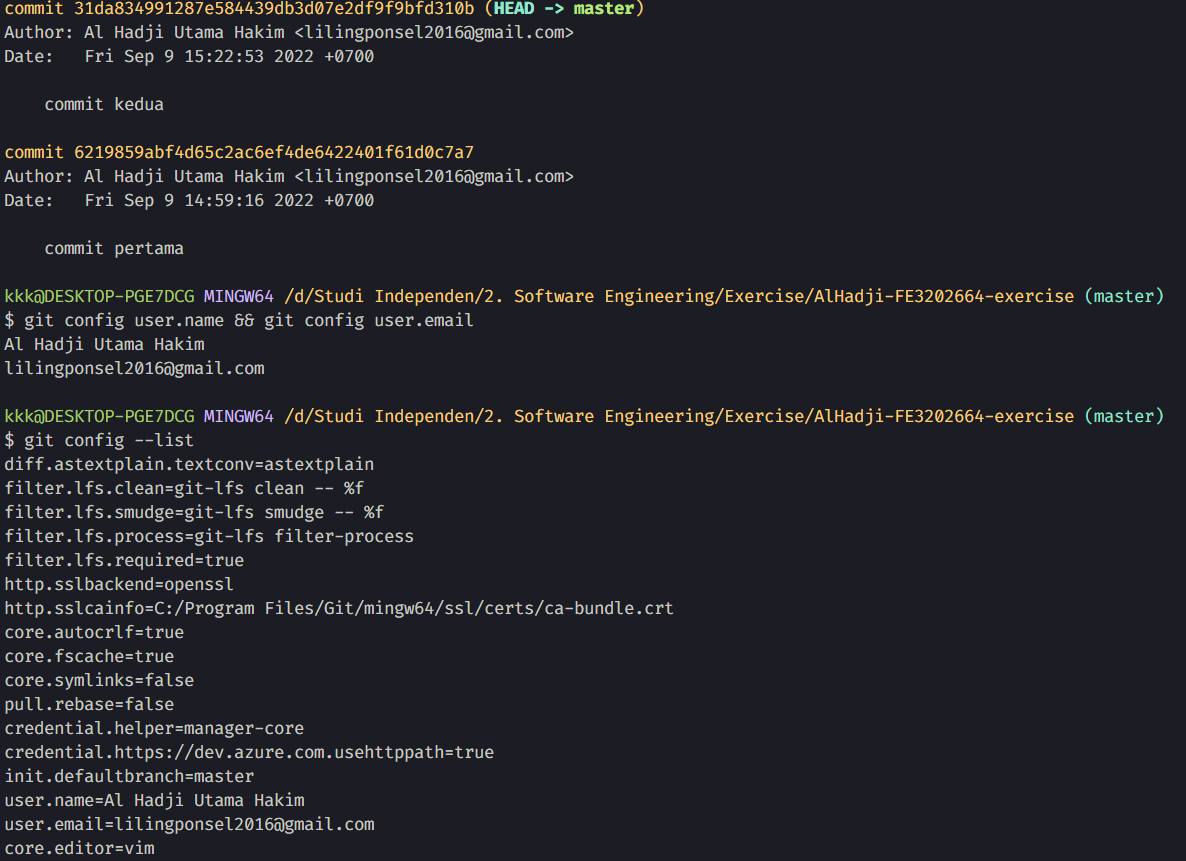 commit 31da834991287e584439db3d07e2df9f9bfd310b (HEAD -> master)
Author: Al Hadji Utama Hakim <lilingponsel2016@gmail.com>
Date:   Fri Sep 9 15:22:53 2022 +0700
    commit kedua
commit 6219859abf4d65c2ac6ef4de6422401f61d0c7a7
Author: Al Hadji Utama Hakim <lilingponsel2016@gmail.com>
Date:   Fri Sep 9 14:59:16 2022 +0700
    commit pertama
kkk@DESKTOP-PGE7DCG MINGW64 /d/Studi Independen/2. Software Engineering/Exercise/AlHadji-FE3202664-exercise (master)
$ git config user.name && git config user.email
Al Hadji Utama Hakim
lilingponsel2016@gmail.com
kkk@DESKTOP-PGE7DCG MINGW64 /d/Studi Independen/2. Software Engineering/Exercise/AlHadji-FE3202664-exercise (master)
$ git config --list
diff.astextplain.textconv=astextplain
filter.lfs.clean=git-lfs clean -- %f
filter.lfs.smudge=git-lfs smudge -- %f
filter.lfs.process=git-lfs filter-process
filter.lfs.required=true
http.sslbackend=openssl
http.sslcainfo=C:/Program Files/Git/mingw64/ssl/certs/ca-bundle.crt
core.autocrlf=true
core.fscache=true
core.symlinks=false
pull.rebase=false
credential.helper=manager-core
credential.https://dev.azure.com.usehttppath=true
init.defaultbranch=master
user.name=Al Hadji Utama Hakim
user.email=lilingponsel2016@gmail.com
core.editor=vim